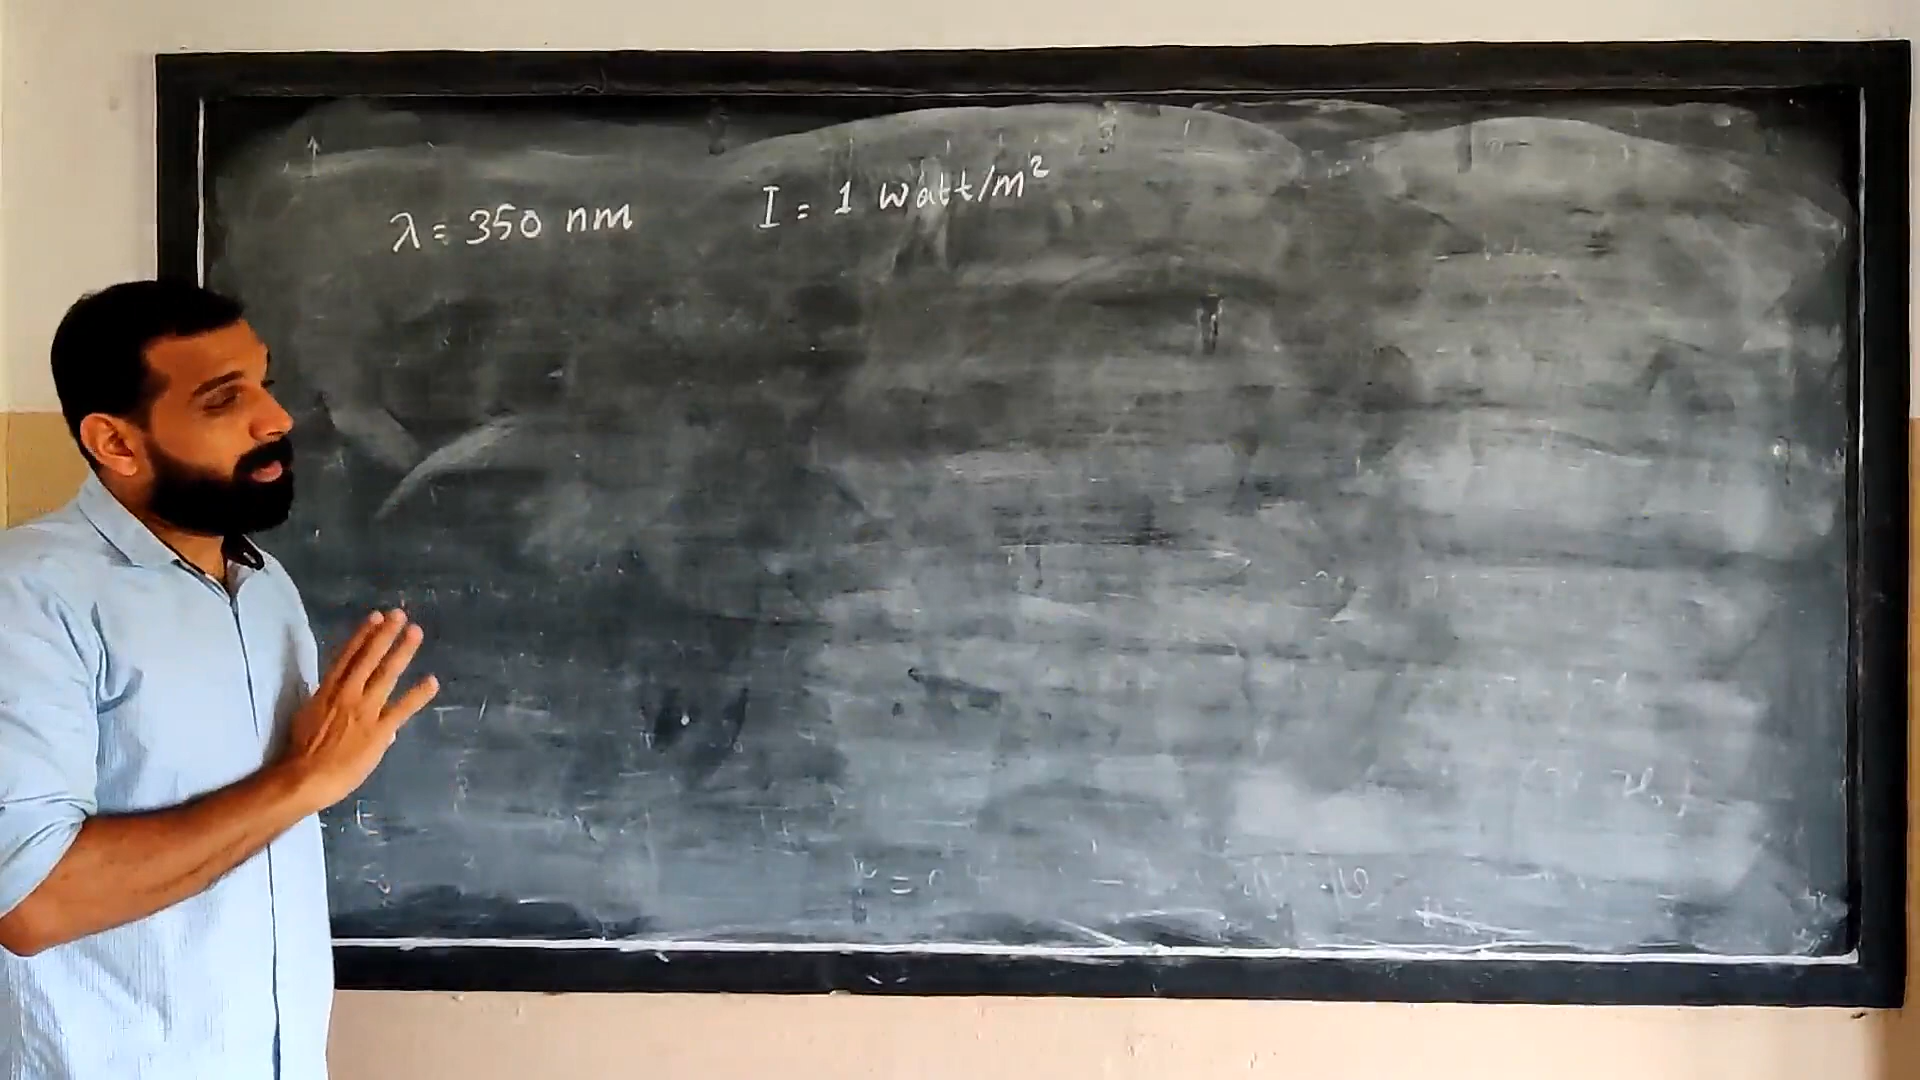 λ = 350 nm I = 1 watt/m²